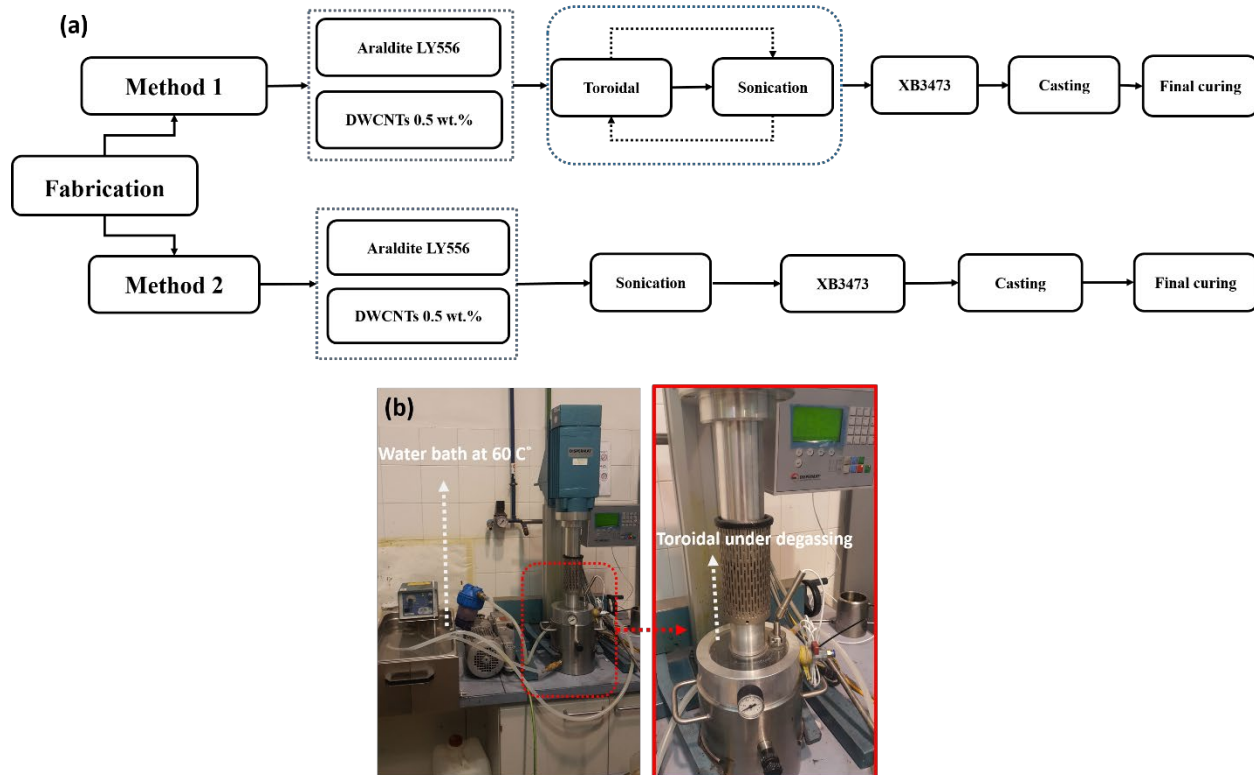 (a)
Araldite LY556
Method 1
Toroidal
Sonication
XB3473
Casting
Final curing
DWCNTs 0.5 wt.%
Fabrication
Araldite LY556
Method 2
Sonication
XB3473
Casting
Final curing
DWCNTs 0.5 wt.%
(b)
Water bath at 60 C°
Toroidal under degassing